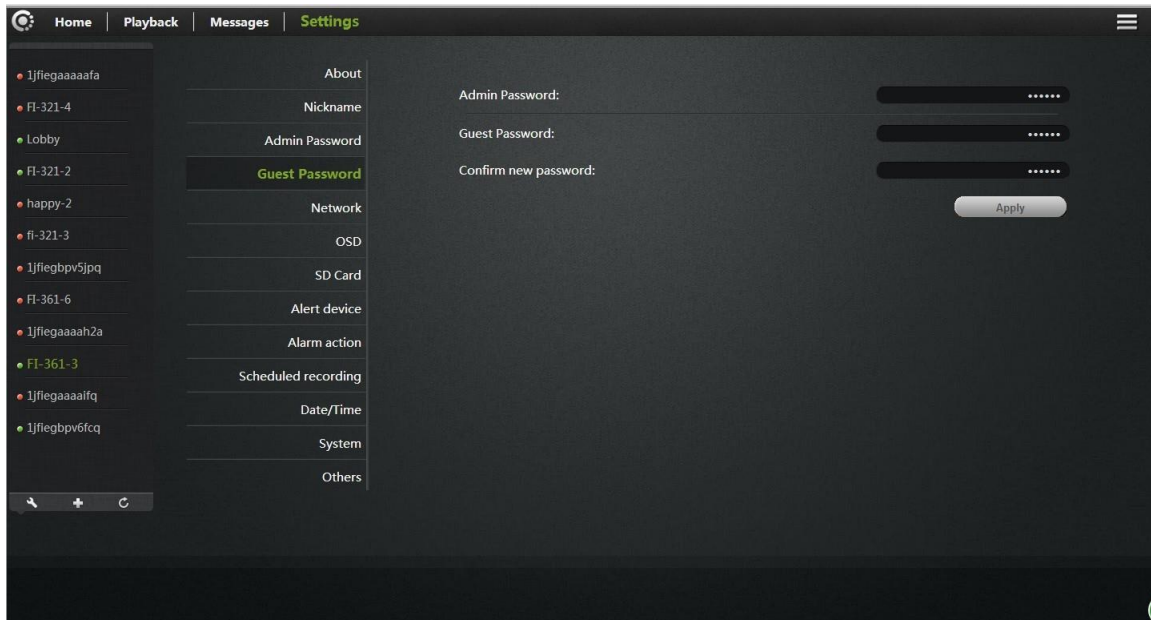 Home | Playback | Messages | Settings
1jfiegaaaaafa
FI-321-4
Lobby
FI-321-2
happy-2
fi-321-3
1jfiegbpv5jpq
FI-361-6
1jfiegaaaah2a
FI-361-3
1jfiegaaaaifq
1jfiegbpv6fcq
About
Nickname
Admin Password
Guest Password
Network
OSD
SD Card
Alert device
Alarm action
Scheduled recording
Date/Time
System
Others
Admin Password: ••••••
Guest Password: ••••••
Confirm new password: ••••••
Apply